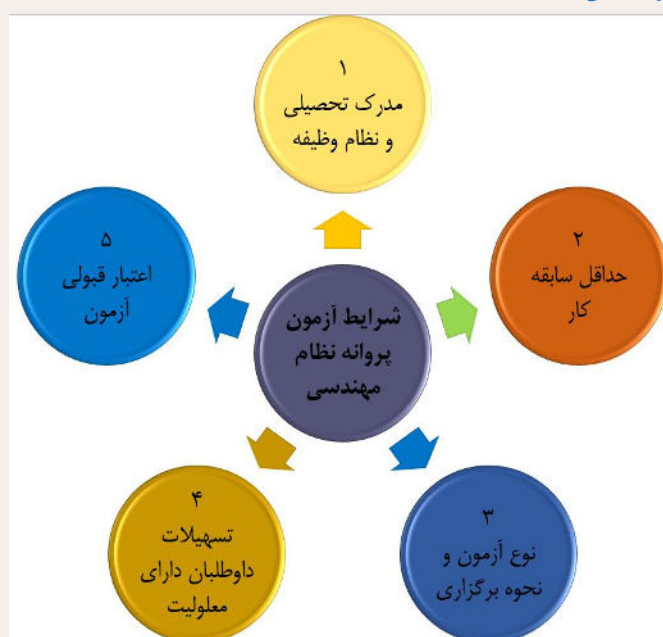 شرایط آزمون
پروانه نظام
مهندسی
۱
مدرک تحصیلی
و نظام وظیفه
۲
حداقل سابقه
کار
۳
نوع آزمون و
نحوه برگزاری
۴
تسهیلات
داوطلبان دارای
معلولیت
۵
اعتبار قبولی
آزمون